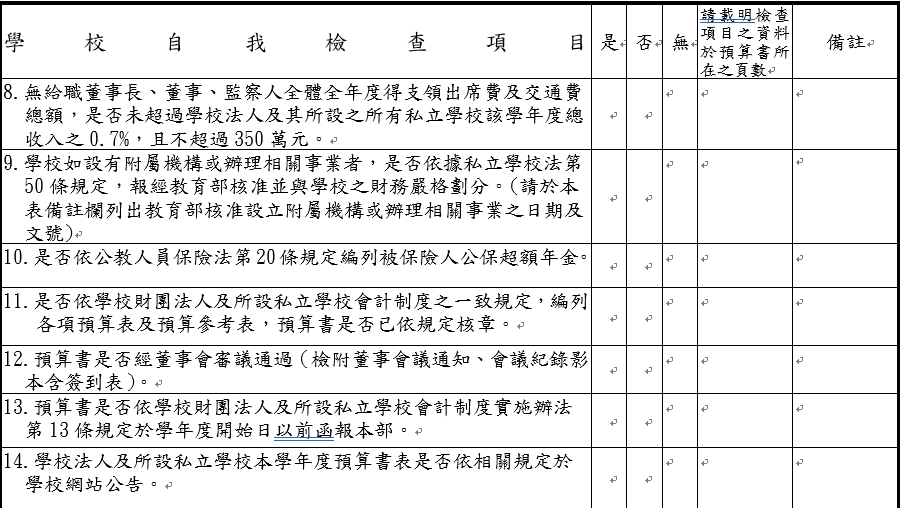 學校自我檢查項目 是 否 無 請載明檢查項目之資料於預算書所在之頁數 備註
8. 無給職董事長、董事、監察人全體全年度得支領出席費及交通費
總額，是否未超過學校法人及其所設之所有私立學校該學年度總
收入之 0.7%，且不超過 350 萬元。
9. 學校如設有附屬機構或辦理相關事業者，是否依據私立學校法第
50 條規定，報經教育部核准並與學校之財務嚴格劃分。(請於本
表備註欄列出教育部核准設立附屬機構或辦理相關事業之日期及
文號)
10. 是否依公教人員保險法第 20 條規定編列被保險人公保超額年金。
11. 是否依學校財團法人及所設私立學校會計制度之一致規定，編列
各項預算表及預算參考表，預算書是否已依規定核章。
12. 預算書是否經董事會審議通過 (檢附董事會議通知、會議紀錄影
本含簽到表)。
13. 預算書是否依學校財團法人及所設私立學校會計制度實施辦法
第 13 條規定於學年度開始日以前函報本部。
14. 學校法人及所設私立學校本學年度預算書表是否依相關規定於
學校網站公告。